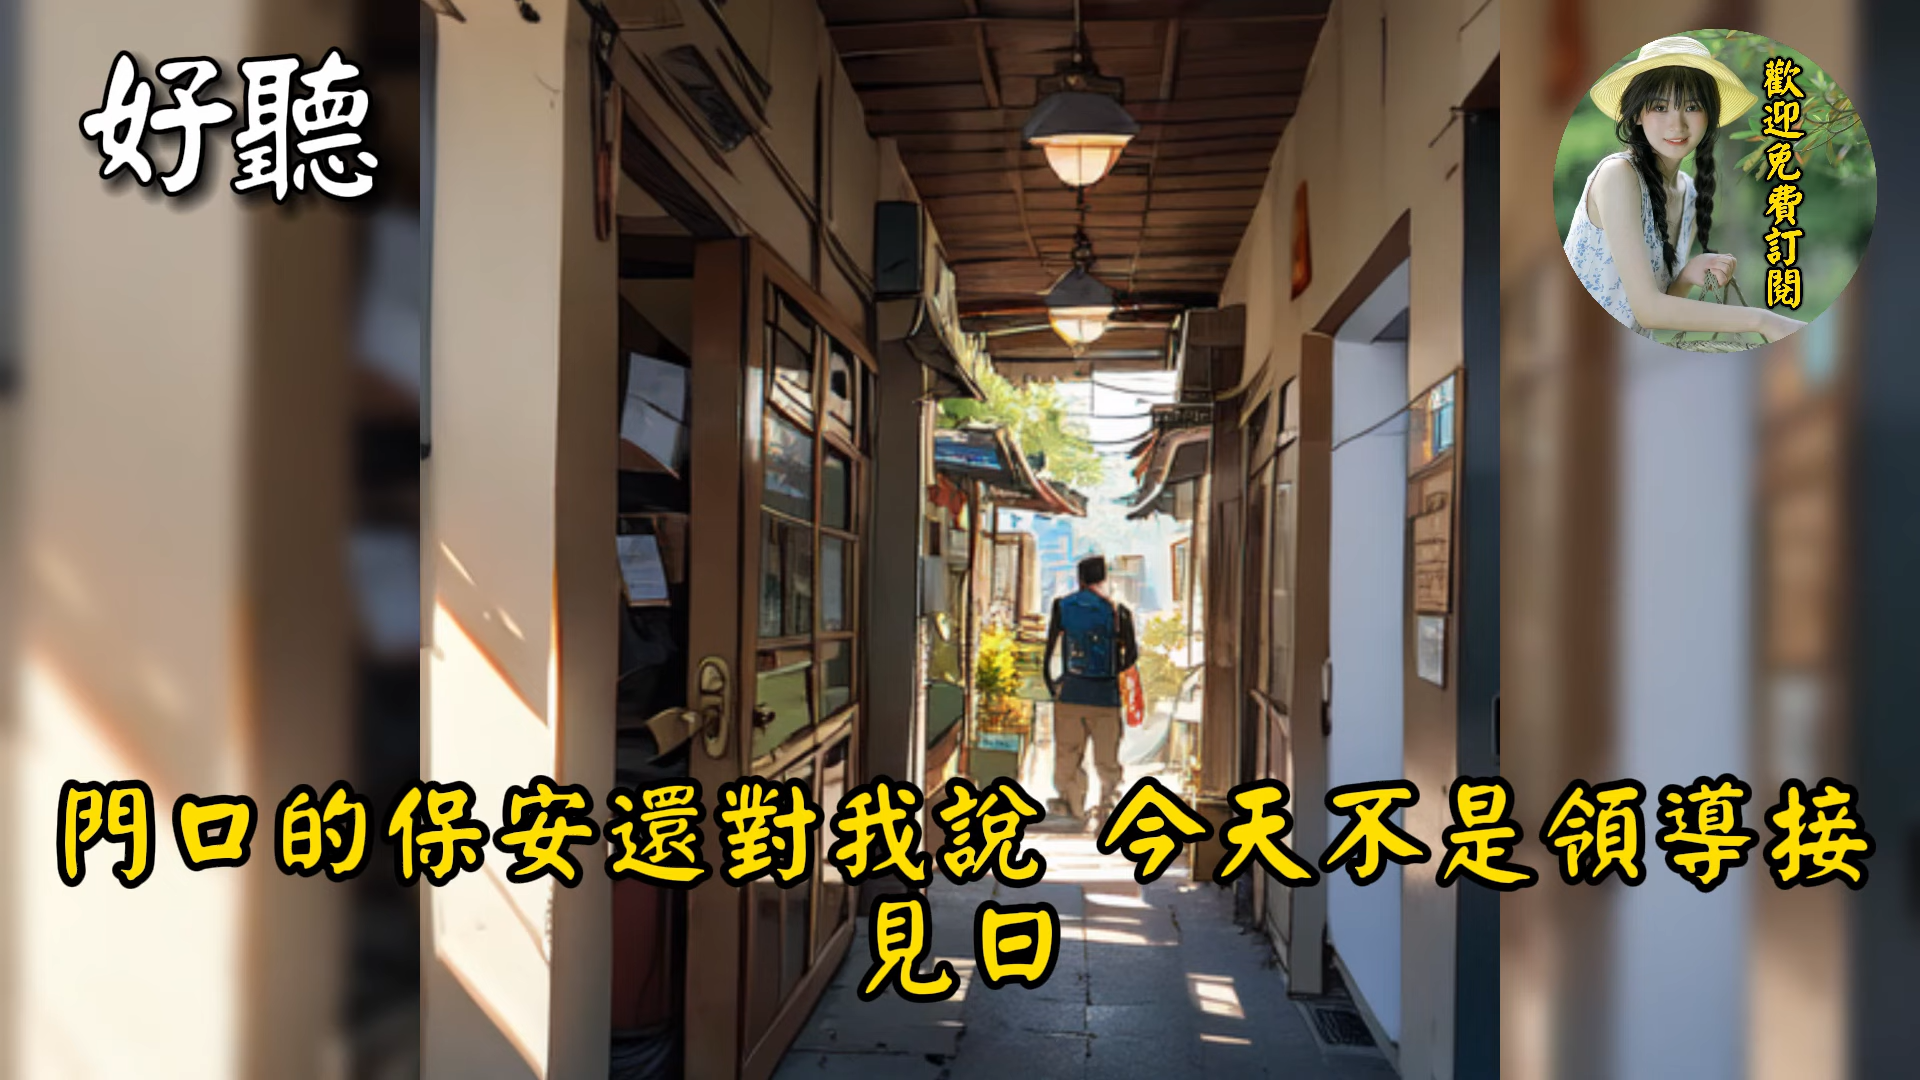 好聽
歡迎免費訂閱
門口的保安還對我說 今天不是領導接
見日